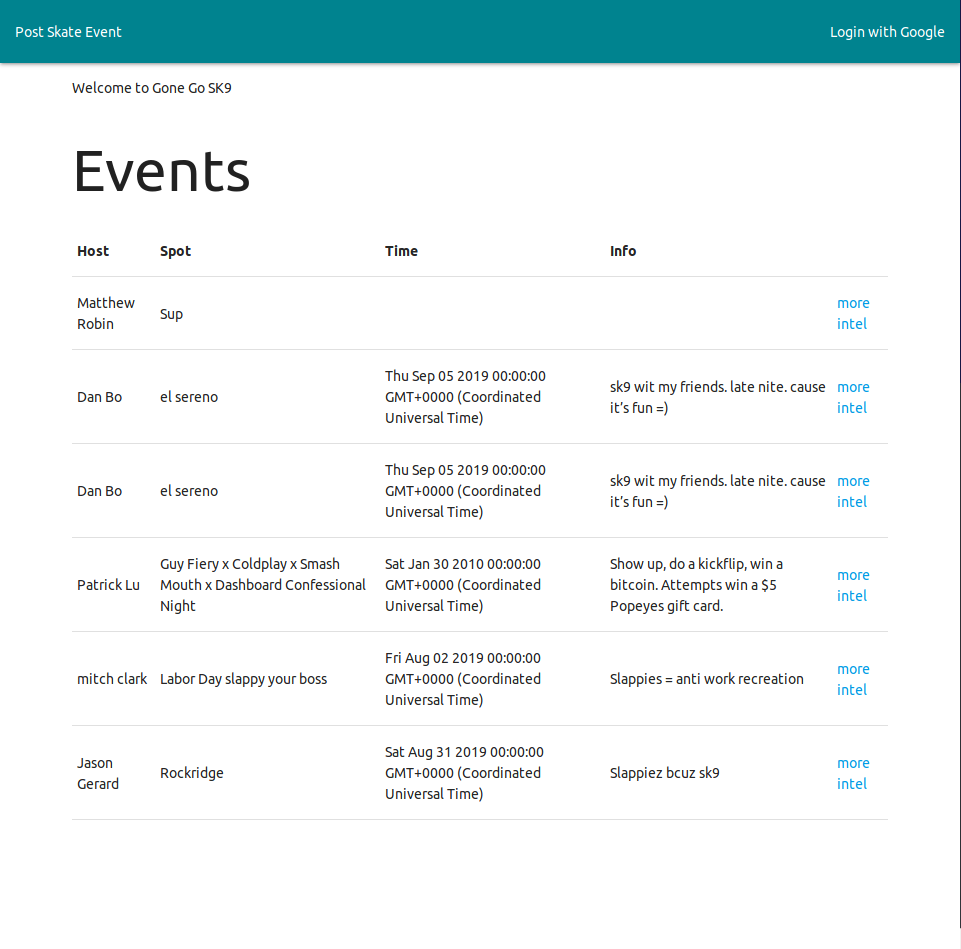 Post Skate Event Login with Google
Welcome to Gone Go SK9
Events
Host Spot Time Info
Matthew Robin Sup more intel
Dan Bo el sereno Thu Sep 05 2019 00:00:00 GMT+0000 (Coordinated Universal Time) sk9 wit my friends. late nite. cause it’s fun =) more intel
Dan Bo el sereno Thu Sep 05 2019 00:00:00 GMT+0000 (Coordinated Universal Time) sk9 wit my friends. late nite. cause it’s fun =) more intel
Patrick Lu Guy Fiery x Coldplay x Smash Mouth x Dashboard Confessional Night Sat Jan 30 2010 00:00:00 GMT+0000 (Coordinated Universal Time) Show up, do a kickflip, win a bitcoin. Attempts win a $5 Popeyes gift card. more intel
mitch clark Labor Day slappy your boss Fri Aug 02 2019 00:00:00 GMT+0000 (Coordinated Universal Time) Slappies = anti work recreation more intel
Jason Gerard Rockridge Sat Aug 31 2019 00:00:00 GMT+0000 (Coordinated Universal Time) Slappiez bcuz sk9 more intel